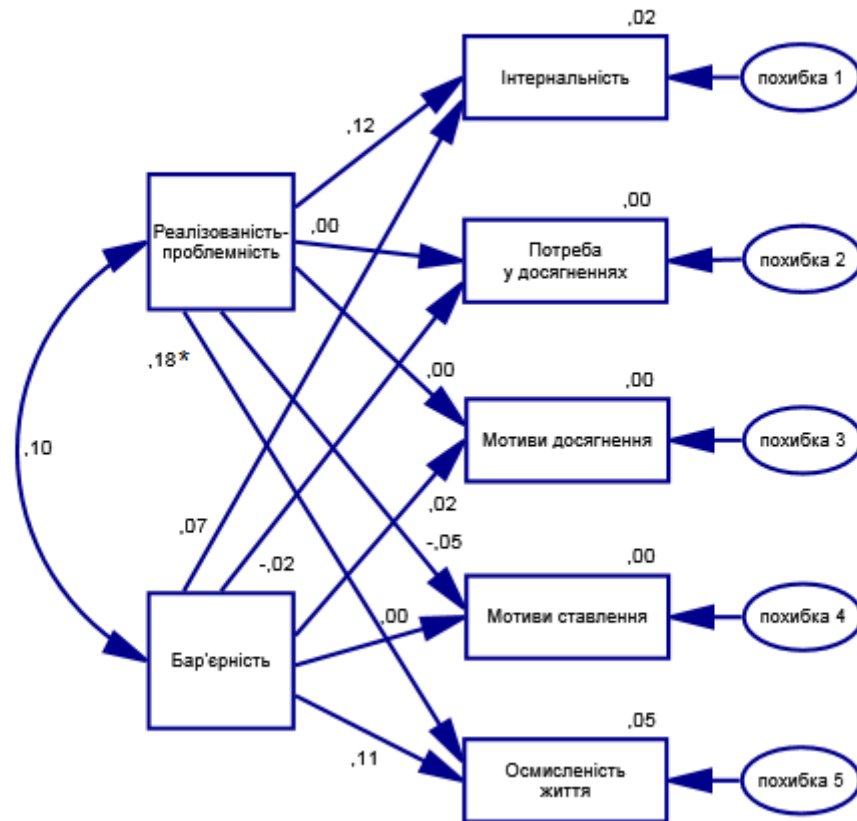 ,02
Інтернальність
похибка 1
,12
Реалізованість-
проблемність
,00
,00
Потреба
у досягненнях
похибка 2
,18*
,00
,00
Мотиви досягнення
похибка 3
,10
,07
-,02
,02
-,05
,00
Мотиви ставлення
похибка 4
,00
Бар'єрність
,11
,05
Осмисленість
життя
похибка 5